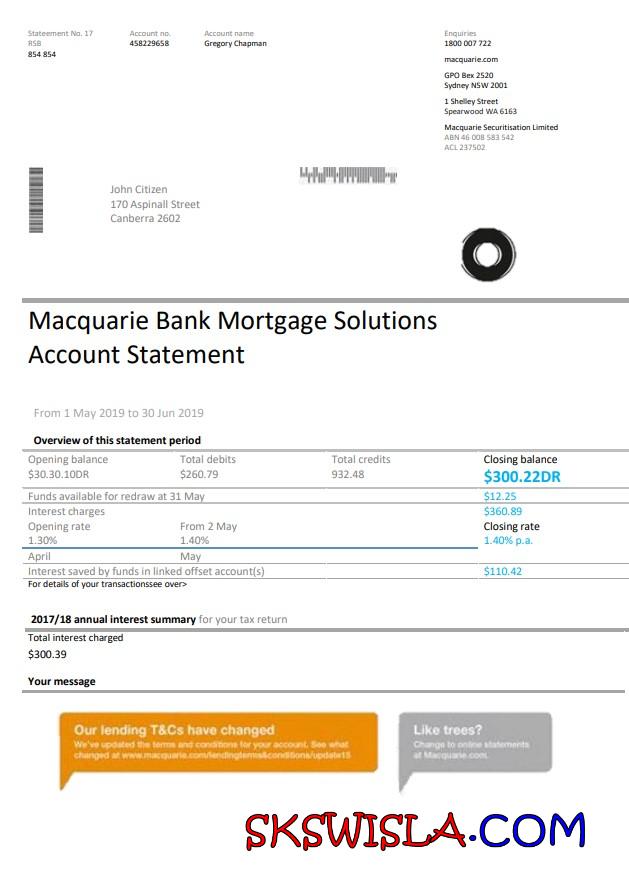 Stateement No. 17
RSB
854 854
Account no.
458229658
Account name
Gregory Chapman
Enquiries
1800 007 722
macquarie.com
GPO Bex 2520
Sydney NSW 2001
1 Shelley Street
Spearwood WA 6163
Macquarie Securitisation Limited
ABN 46 008 583 542
ACL 237502
John Citizen
170 Aspinall Street
Canberra 2602
Macquarie Bank Mortgage Solutions
Account Statement
From 1 May 2019 to 30 Jun 2019
Overview of this statement period
Opening balance Total debits Total credits Closing balance
$30.30.10DR $260.79 932.48 $300.22DR
Funds available for redraw at 31 May $12.25
Interest charges $360.89
Opening rate From 2 May Closing rate
1.30% 1.40% 1.40% p.a.
April May
Interest saved by funds in linked offset account(s) $110.42
For details of your transactionssee over>
2017/18 annual interest summary for your tax return
Total interest charged
$300.39
Your message
Our lending T&Cs have changed
We've updated the terms and conditions for your account. See what
changed at www.macquarie.com/lendingterms&conditions/update15
Like trees?
Change to online statements
at Macquarie.com.
SKSWISLA.COM